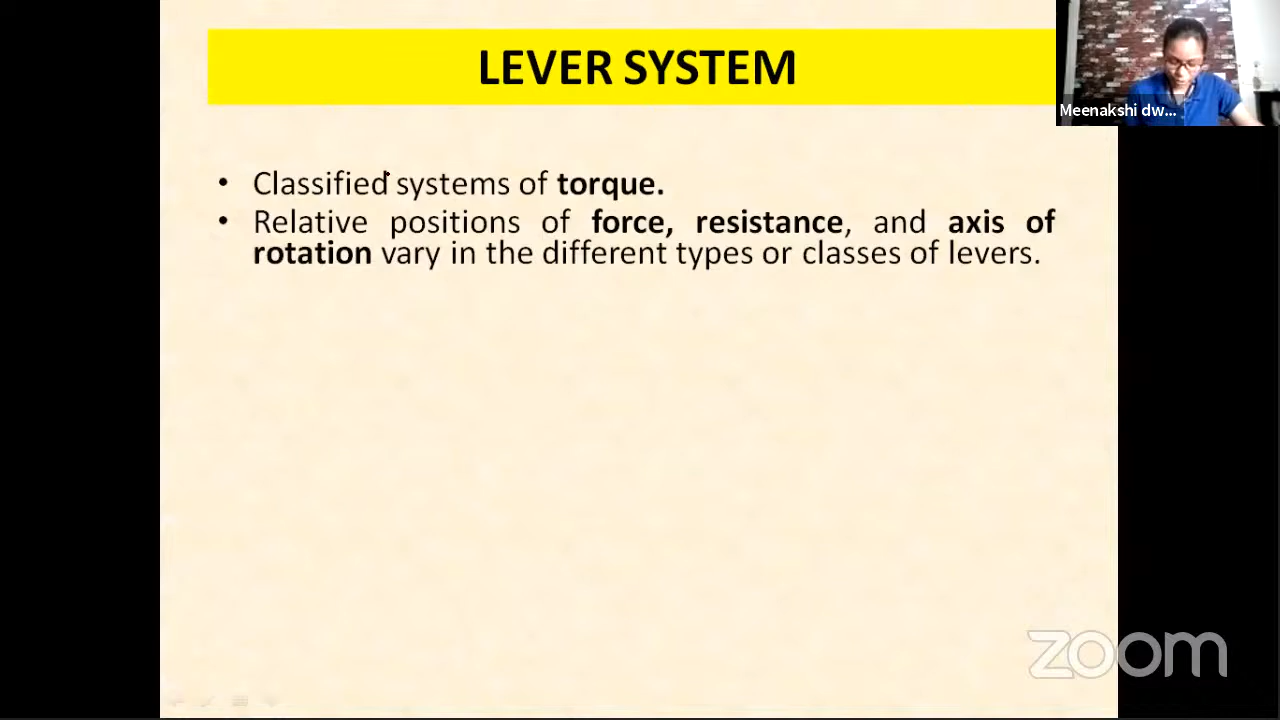 LEVER SYSTEM
Meenakshi dw...
• Classified systems of torque.
• Relative positions of force, resistance, and axis of
rotation vary in the different types or classes of levers.
zoom